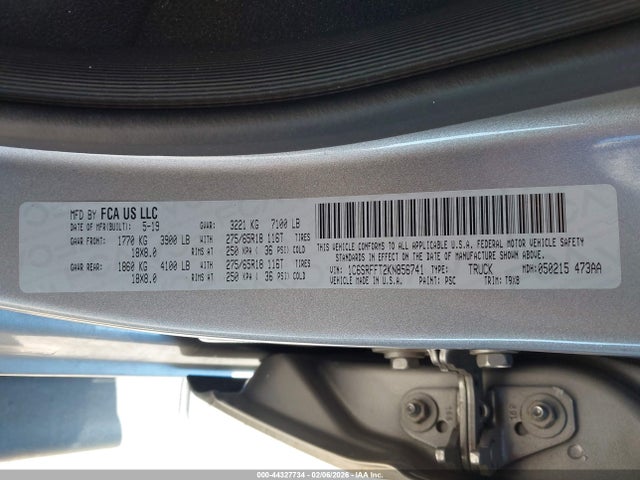 MFD BY FCA US LLC
DATE OF MFR(BUILT): 5-19 GVWR: 3221 KG 7100 LB
GAWR FRONT: 1770 KG 3900 LB WITH 275/65R18 116T TIRES
18X8.0 RIMS AT 250 KPA ( 36 PSI) COLD
GAWR REAR: 1860 KG 4100 LB WITH 275/65R18 116T TIRES
18X8.0 RIMS AT 250 KPA ( 36 PSI) COLD
THIS VEHICLE CONFORMS TO ALL APPLICABLE U.S.A. FEDERAL MOTOR VEHICLE SAFETY
STANDARDS IN EFFECT ON THE DATE OF MANUFACTURE SHOWN ABOVE.
VIN: 1C6SRFFT2KN856741 TYPE: TRUCK MDH: 050215 473AA
VEHICLE MADE IN U.S.A. PAINT: PSC TRIM: T9X8
162
000-44327734 - 02/06/2026 - COPART